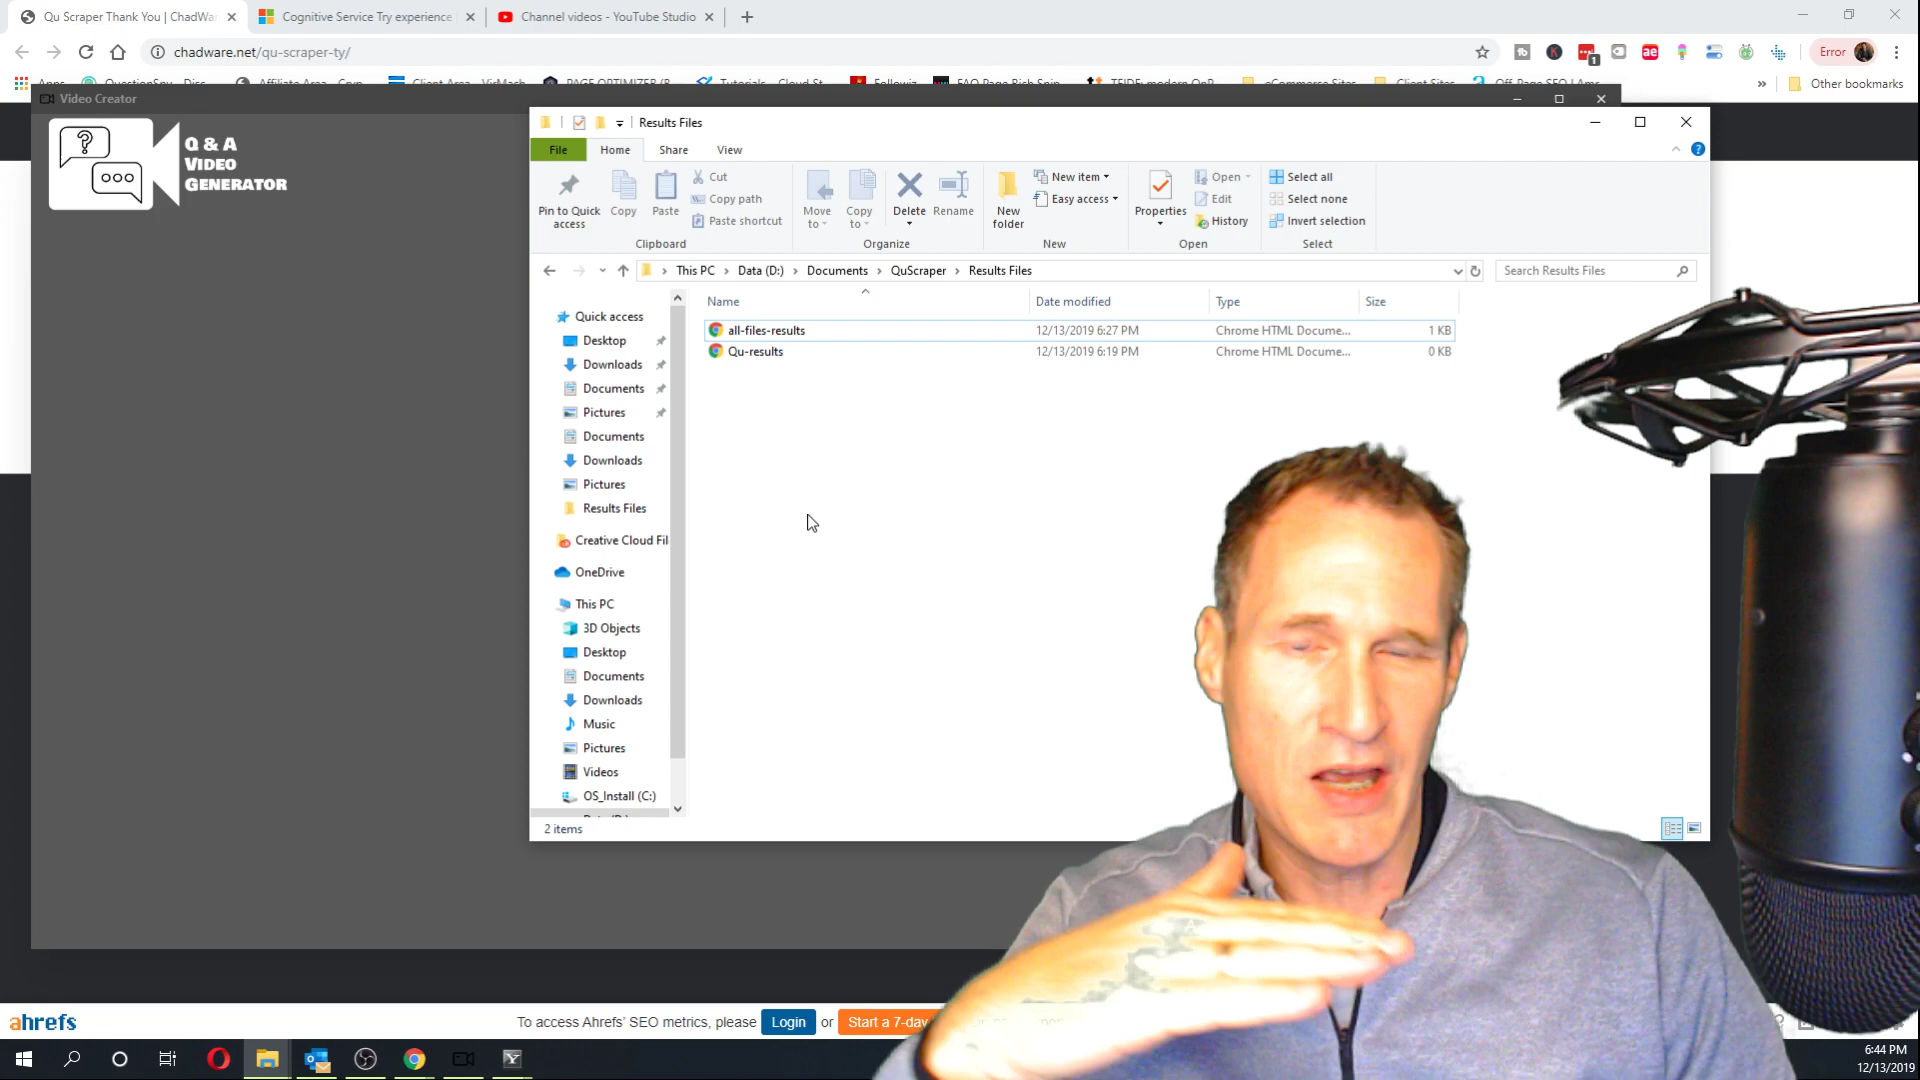 Qu Scraper Thank You | ChadWar
Cognitive Service Try experience
Channel videos - YouTube Studio
chadware.net/qu-scraper-ty/
Error
Other bookmarks
Video Creator
Q & A
VIDEO
GENERATOR
Results Files
File
Home
Share
View
Pin to Quick access
Copy
Paste
Cut
Copy path
Paste shortcut
Clipboard
Move to
Copy to
Delete
Rename
Organize
New folder
New item
Easy access
New
Properties
Open
Edit
History
Open
Select all
Select none
Invert selection
Select
This PC > Data (D:) > Documents > QuScraper > Results Files
Search Results Files
Name
Date modified
Type
Size
all-files-results 12/13/2019 6:27 PM Chrome HTML Docume... 1 KB
Qu-results 12/13/2019 6:19 PM Chrome HTML Docume... 0 KB
Quick access
Desktop
Downloads
Documents
Pictures
Documents
Downloads
Pictures
Results Files
Creative Cloud Fil
OneDrive
This PC
3D Objects
Desktop
Documents
Downloads
Music
Pictures
Videos
OS_Install (C:)
2 items
ahrefs
To access Ahrefs' SEO metrics, please Login or Start a 7-day
6:44 PM
12/13/2019